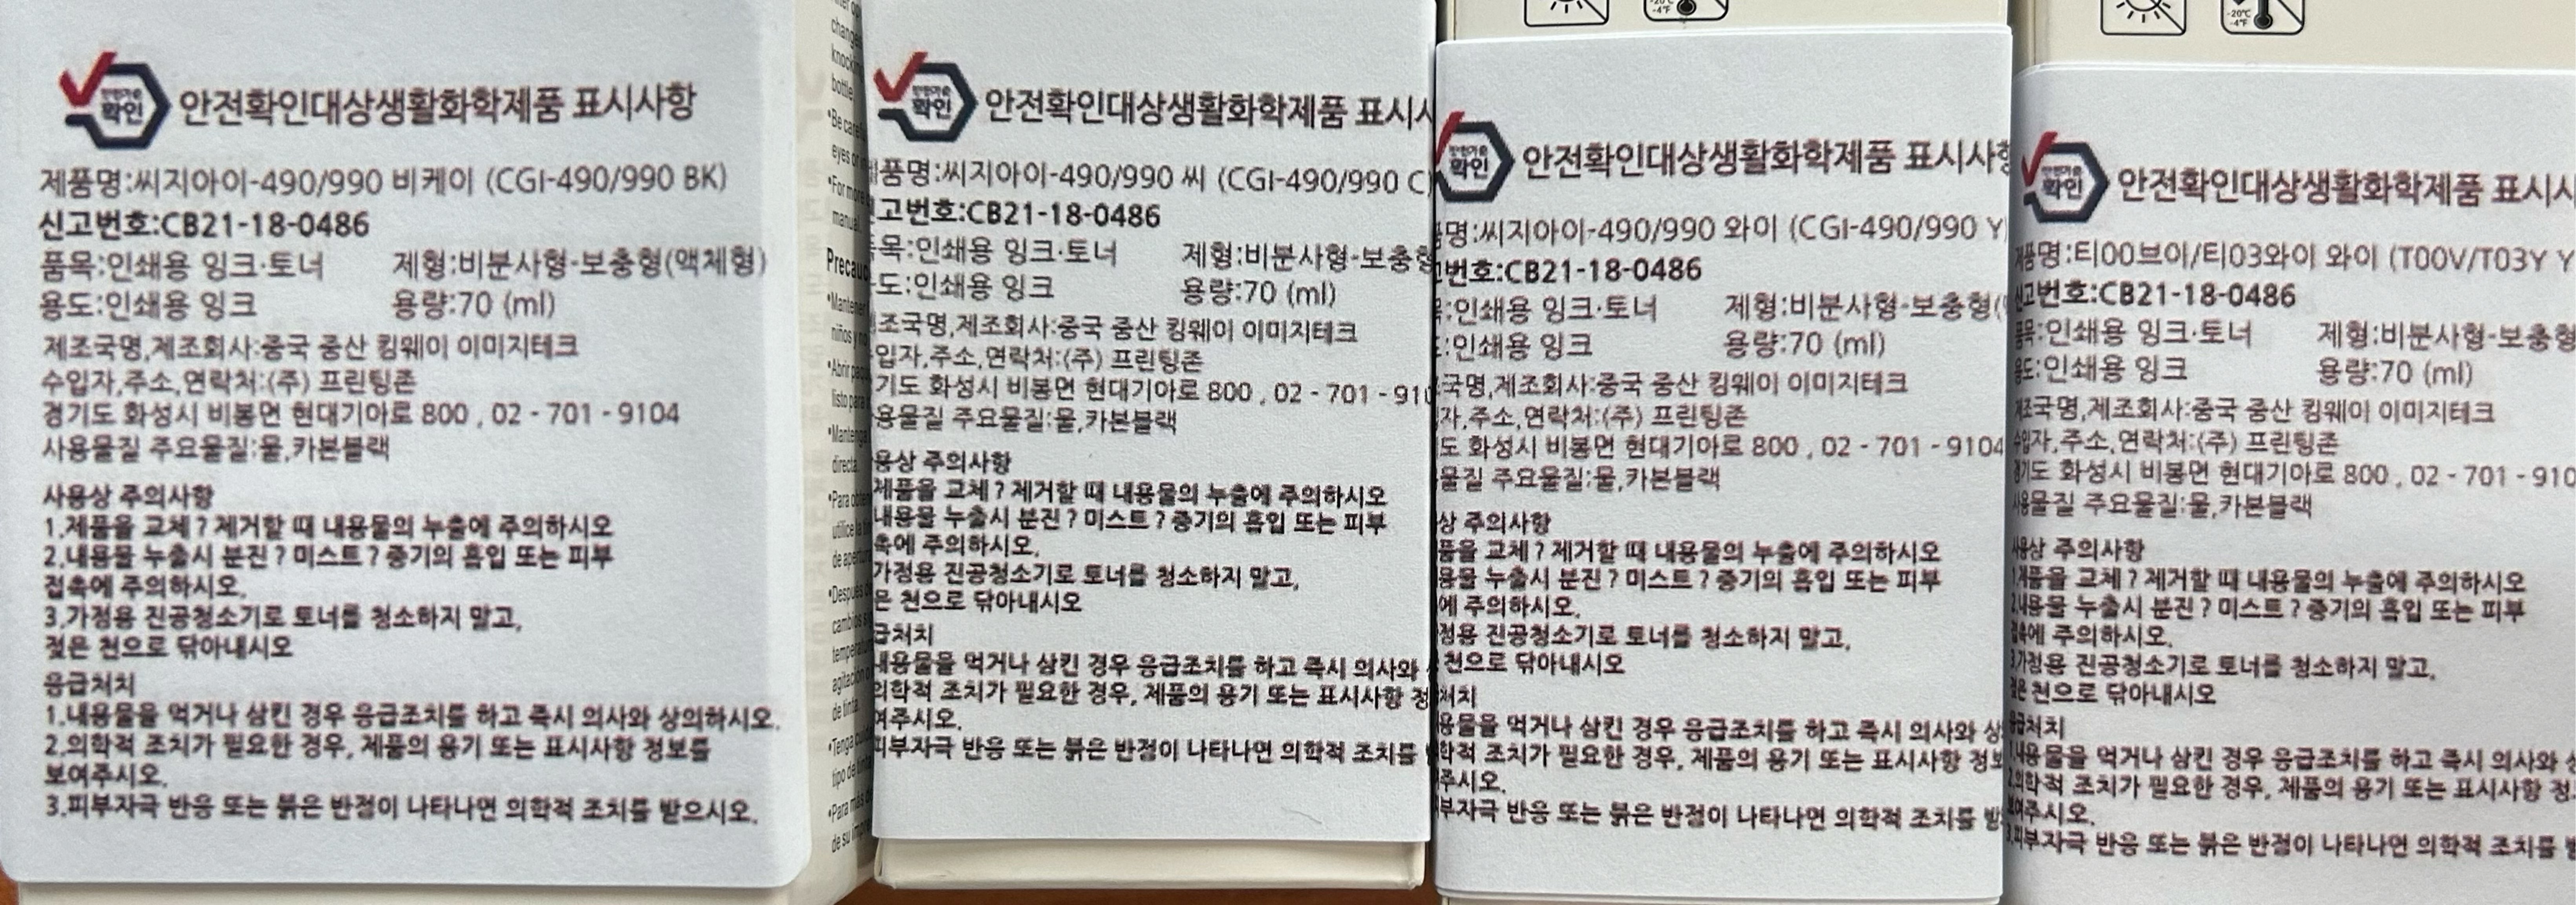 확인 안전확인대상생활화학제품 표시사항
제품명:씨지아이-490/990 비케이 (CGI-490/990 BK)
신고번호:CB21-18-0486
품목:인쇄용 잉크·토너 제형:비분사형-보충형(액체형)
용도:인쇄용 잉크 용량:70 (ml)
제조국명,제조회사:중국 중산 킹웨이 이미지테크
수입자,주소,연락처:(주) 프린팅존
경기도 화성시 비봉면 현대기아로 800 , 02 - 701 - 9104
사용물질 주요물질:물,카본블랙
사용상 주의사항
1.제품을 교체 ? 제거할 때 내용물의 누출에 주의하시오
2.내용물 누출시 분진 ? 미스트 ? 증기의 흡입 또는 피부
접촉에 주의하시오.
3.가정용 진공청소기로 토너를 청소하지 말고,
젖은 천으로 닦아내시오
응급처치
1.내용물을 먹거나 삼킨 경우 응급조치를 하고 즉시 의사와 상의하시오.
2.의학적 조치가 필요한 경우, 제품의 용기 또는 표시사항 정보를
보여주시오.
3.피부자극 반응 또는 붉은 반점이 나타나면 의학적 조치를 받으시오.
확인 안전확인대상생활화학제품 표시
품명:씨지아이-490/990 씨 (CGI-490/990 C)
고번호:CB21-18-0486
목:인쇄용 잉크·토너 제형:비분사형-보충형
도:인쇄용 잉크 용량:70 (ml)
조국명,제조회사:중국 중산 킹웨이 이미지테크
입자,주소,연락처:(주) 프린팅존
기도 화성시 비봉면 현대기아로 800 , 02 - 701 - 910
용물질 주요물질:물,카본블랙
용상 주의사항
제품을 교체 ? 제거할 때 내용물의 누출에 주의하시오
내용물 누출시 분진 ? 미스트 ? 증기의 흡입 또는 피부
촉에 주의하시오.
가정용 진공청소기로 토너를 청소하지 말고,
은 천으로 닦아내시오
급처치
내용물을 먹거나 삼킨 경우 응급조치를 하고 즉시 의사와
의학적 조치가 필요한 경우, 제품의 용기 또는 표시사항 정
여주시오.
피부자극 반응 또는 붉은 반점이 나타나면 의학적 조치를
확인 안전확인대상생활화학제품 표시사항
명:씨지아이-490/990 와이 (CGI-490/990 Y)
번호:CB21-18-0486
:인쇄용 잉크·토너 제형:비분사형-보충형(
:인쇄용 잉크 용량:70 (ml)
국명,제조회사:중국 중산 킹웨이 이미지테크
자,주소,연락처:(주) 프린팅존
도 화성시 비봉면 현대기아로 800 , 02 - 701 - 9104
물질 주요물질:물,카본블랙
상 주의사항
품을 교체 ? 제거할 때 내용물의 누출에 주의하시오
용물 누출시 분진 ? 미스트 ? 증기의 흡입 또는 피부
에 주의하시오.
정용 진공청소기로 토너를 청소하지 말고,
천으로 닦아내시오
처치
용물을 먹거나 삼킨 경우 응급조치를 하고 즉시 의사와 상
학적 조치가 필요한 경우, 제품의 용기 또는 표시사항 정보
주시오.
부자극 반응 또는 붉은 반점이 나타나면 의학적 조치를
-20℃
-4℉
확인 안전확인대상생활화학제품 표시사
제품명:티00브이/티03와이 와이 (T00V/T03Y Y
신고번호:CB21-18-0486
품목:인쇄용 잉크·토너 제형:비분사형-보충형
용도:인쇄용 잉크 용량:70 (ml)
제조국명,제조회사:중국 중산 킹웨이 이미지테크
수입자,주소,연락처:(주) 프린팅존
경기도 화성시 비봉면 현대기아로 800 , 02 - 701 - 910
사용물질 주요물질:물,카본블랙
사용상 주의사항
1.제품을 교체 ? 제거할 때 내용물의 누출에 주의하시오
2.내용물 누출시 분진 ? 미스트 ? 증기의 흡입 또는 피부
접촉에 주의하시오.
3.가정용 진공청소기로 토너를 청소하지 말고,
젖은 천으로 닦아내시오
응급처치
1.내용물을 먹거나 삼킨 경우 응급조치를 하고 즉시 의사와
2.의학적 조치가 필요한 경우, 제품의 용기 또는 표시사항 정
보여주시오.
3.피부자극 반응 또는 붉은 반점이 나타나면 의학적 조치를